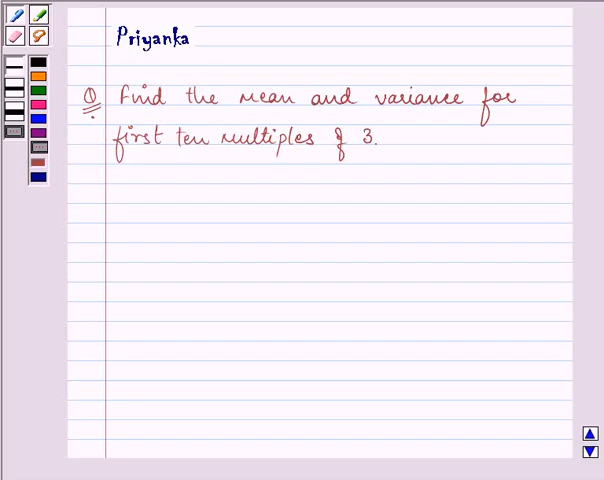 Priyanka
Q Find the mean and variance for
first ten multiples of 3.